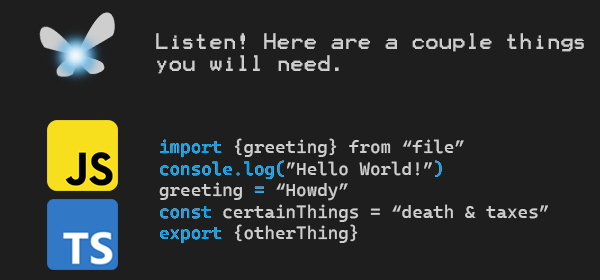 Listen! Here are a couple things
you will need.
JS
import {greeting} from “file”
console.log(”Hello World!”)
greeting = “Howdy”
TS
const certainThings = “death & taxes”
export {otherThing}